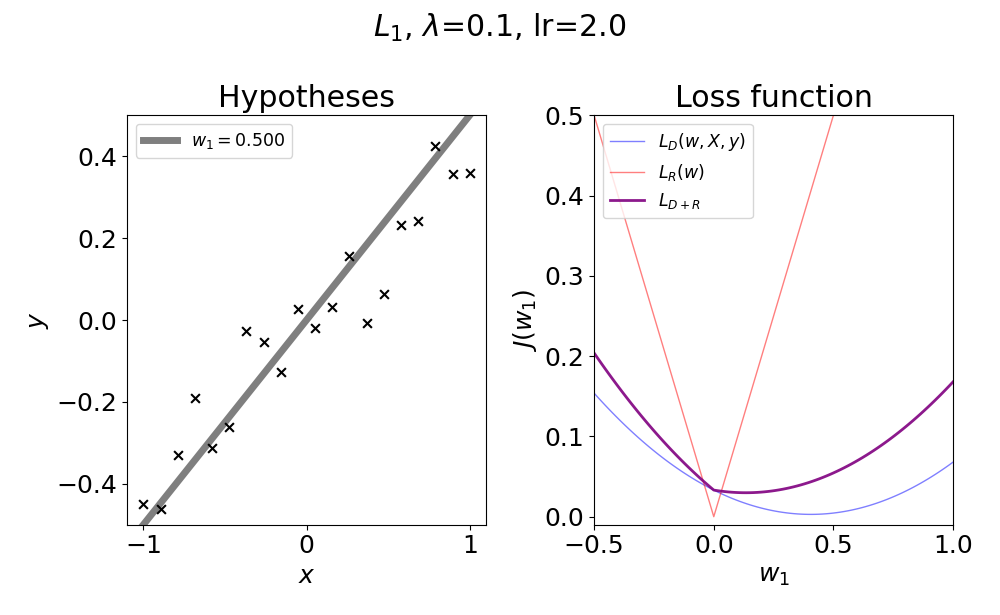 L₁, λ=0.1, lr=2.0
Hypotheses
w₁ = 0.500
0.4
0.2
0.0
−0.2
−0.4
y
−1
0
1
x
Loss function
L_D(w, X, y)
L_R(w)
L_{D+R}
0.5
0.4
0.3
0.2
0.1
0.0
J(w₁)
−0.5
0.0
0.5
1.0
w₁